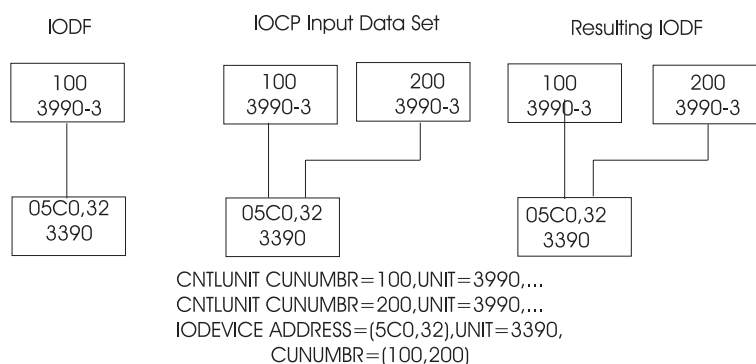 IODF
100
3990-3
05C0,32
3390
IOCP Input Data Set
100
3990-3
200
3990-3
05C0,32
3390
Resulting IODF
100
3990-3
200
3990-3
05C0,32
3390
CNTLUNIT CUNUMBR=100,UNIT=3990,...
CNTLUNIT CUNUMBR=200,UNIT=3990,...
IODEVICE ADDRESS=(5C0,32),UNIT=3390,
CUNUMBR=(100,200)